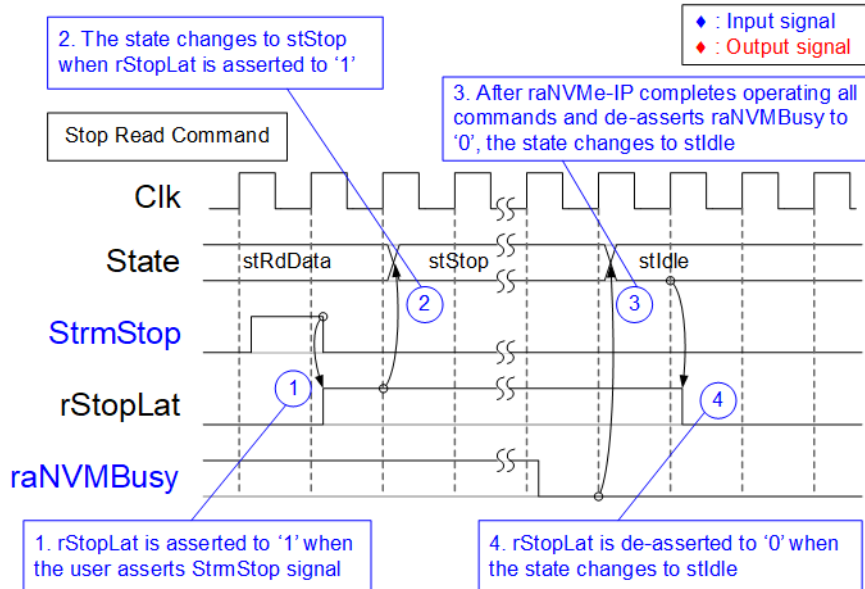 ♦ : Input signal
♦ : Output signal
2. The state changes to stStop
when rStopLat is asserted to ‘1’
3. After raNVMe-IP completes operating all
commands and de-asserts raNVMBusy to
‘0’, the state changes to stIdle
Stop Read Command
Clk
State
stRdData
stStop
stIdle
2
3
StrmStop
1
rStopLat
4
raNVMBusy
1. rStopLat is asserted to ‘1’ when
the user asserts StrmStop signal
4. rStopLat is de-asserted to ‘0’ when
the state changes to stIdle